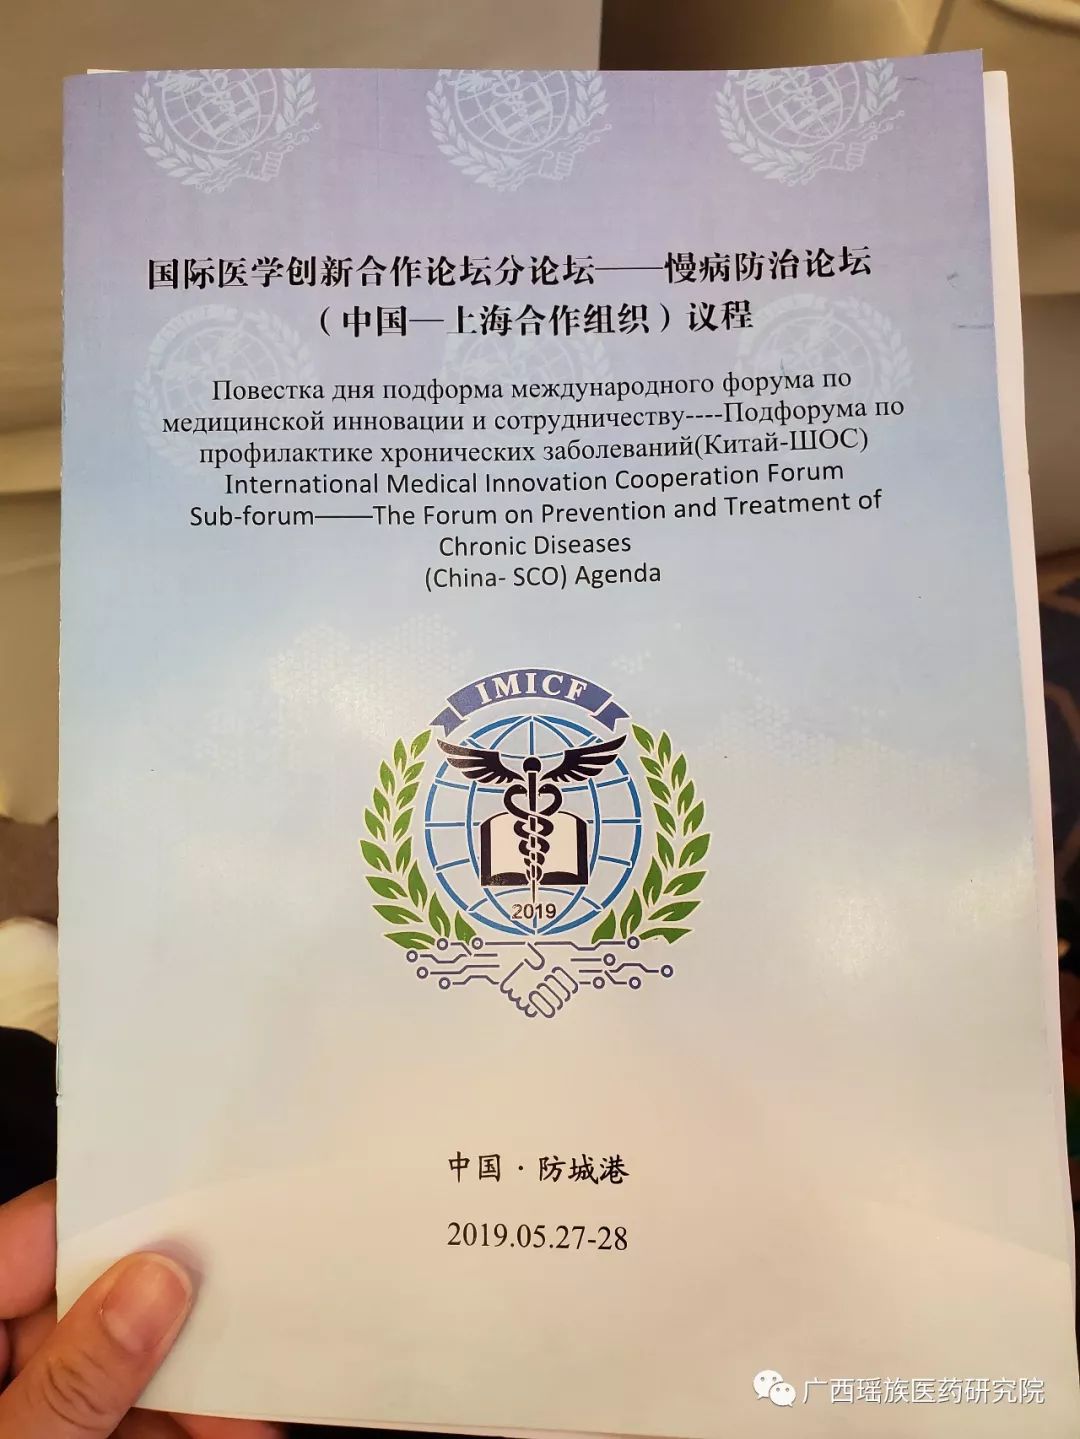 国际医学创新合作论坛分论坛——慢病防治论坛
（中国—上海合作组织）议程
Повестка дня подформа международного форума по
медицинской инновации и сотрудничеству----Подфорума по
профилактике хронических заболеваний(Китай-ШОС)
International Medical Innovation Cooperation Forum
Sub-forum——The Forum on Prevention and Treatment of
Chronic Diseases
(China- SCO) Agenda
IMICF
2019
中国·防城港
2019.05.27-28
广西瑶族医药研究院